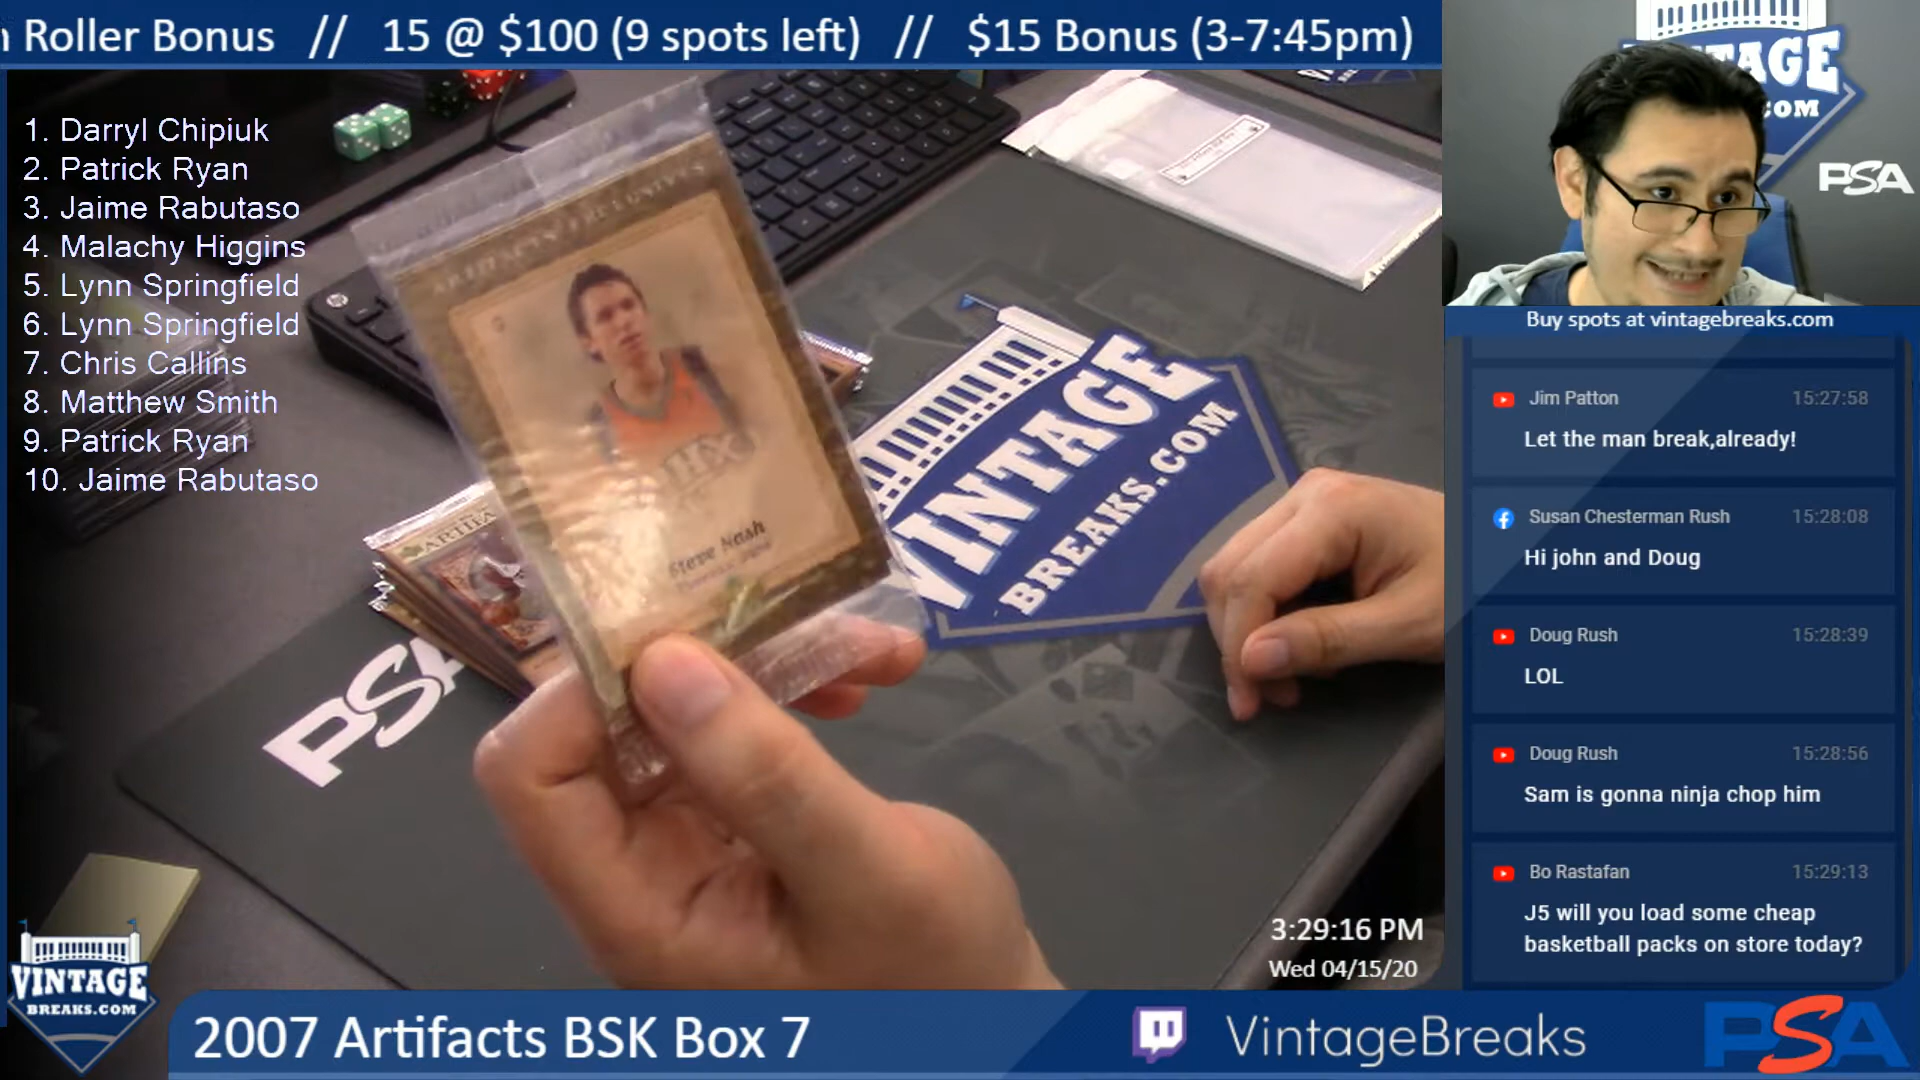 Roller Bonus // 15 @ $100 (9 spots left) // $15 Bonus (3-7:45pm)
1. Darryl Chipiuk
2. Patrick Ryan
3. Jaime Rabutaso
4. Malachy Higgins
5. Lynn Springfield
6. Lynn Springfield
7. Chris Callins
8. Matthew Smith
9. Patrick Ryan
10. Jaime Rabutaso
Steve Nash
PSA
VINTAGE
BREAKS.COM
PSA
Buy spots at vintagebreaks.com
Jim Patton 15:27:58
Let the man break,already!
Susan Chesterman Rush 15:28:08
Hi john and Doug
Doug Rush 15:28:39
LOL
Doug Rush 15:28:56
Sam is gonna ninja chop him
Bo Rastafan 15:29:13
J5 will you load some cheap
basketball packs on store today?
3:29:16 PM
Wed 04/15/20
VINTAGE
BREAKS.COM
2007 Artifacts BSK Box 7
VintageBreaks
PSA